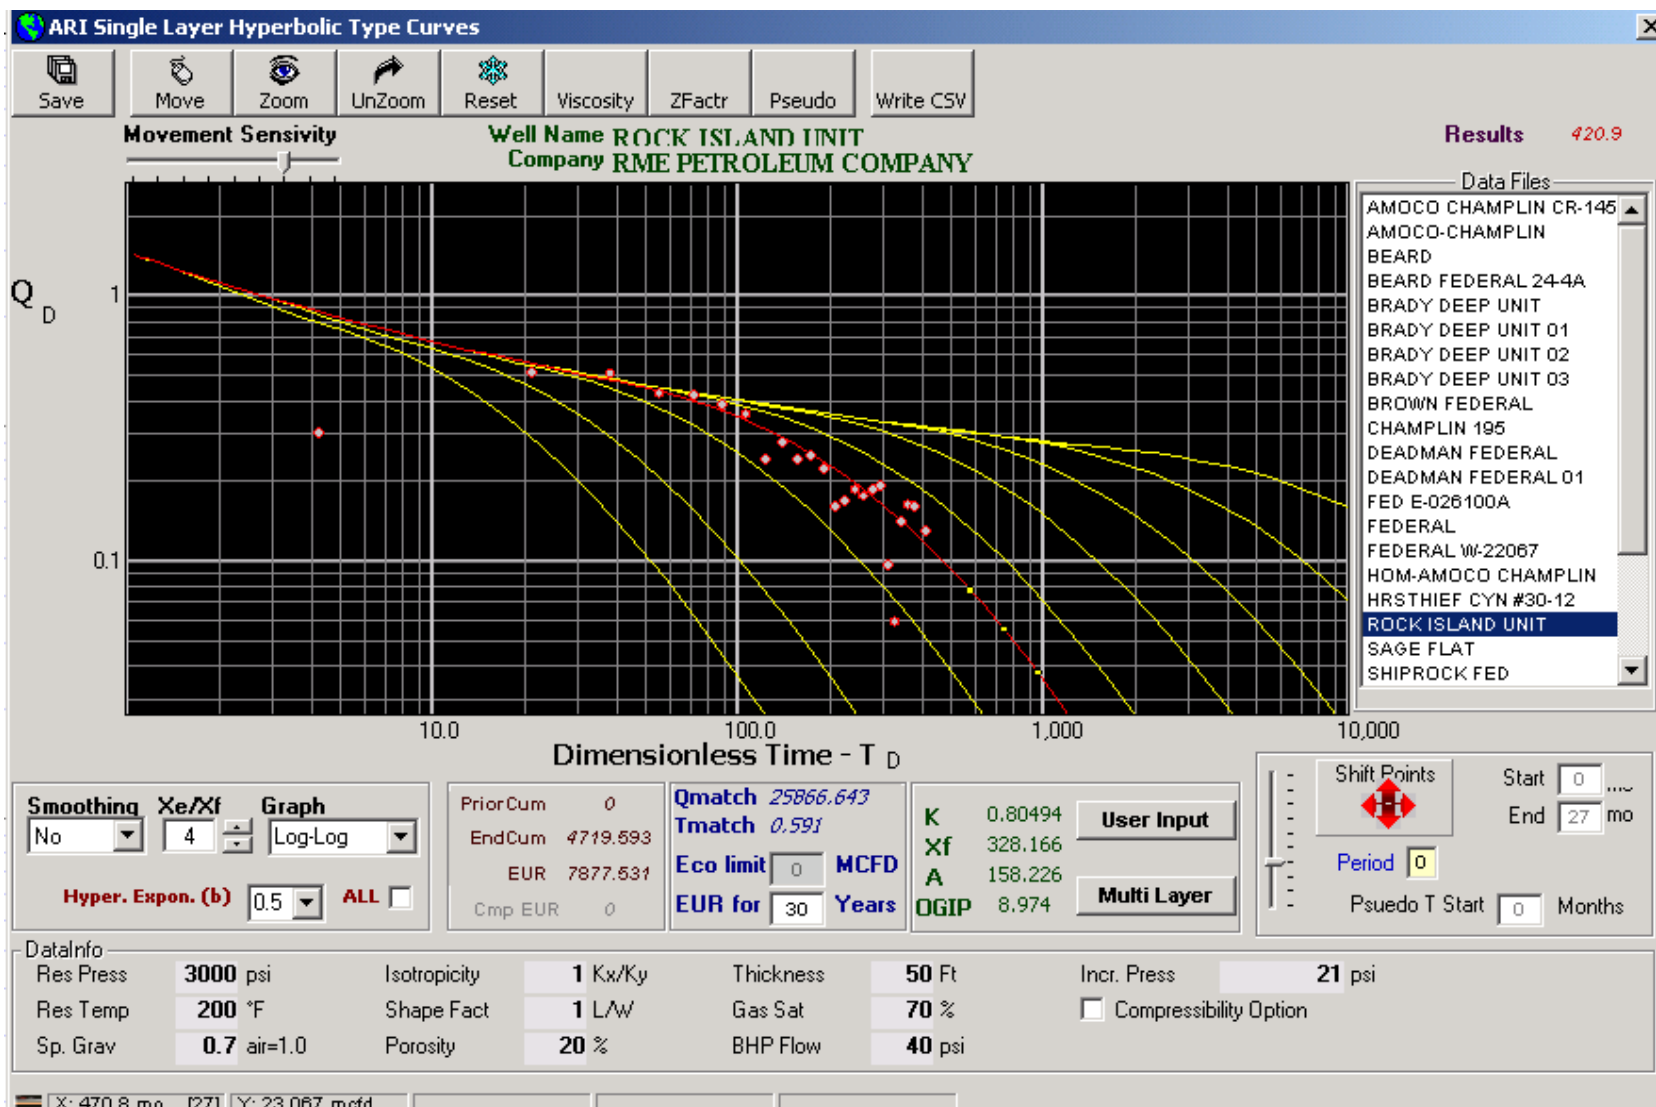 ARI Single Layer Hyperbolic Type Curves
Save Move Zoom UnZoom Reset Viscosity ZFactr Pseudo Write CSV
Movement Sensivity
Well Name ROCK ISLAND UNIT
Company RME PETROLEUM COMPANY
Results 420.9
Data Files
AMOCO CHAMPLIN CR-145
AMOCO-CHAMPLIN
BEARD
BEARD FEDERAL 24-4A
BRADY DEEP UNIT
BRADY DEEP UNIT 01
BRADY DEEP UNIT 02
BRADY DEEP UNIT 03
BROWN FEDERAL
CHAMPLIN 195
DEADMAN FEDERAL
DEADMAN FEDERAL 01
FED E-026100A
FEDERAL
FEDERAL W-22067
HOM-AMOCO CHAMPLIN
HRSTHIEF CYN #30-12
ROCK ISLAND UNIT
SAGE FLAT
SHIPROCK FED
Q D
1
0.1
10.0 100.0 1,000 10,000
Dimensionless Time - T D
Smoothing Xe/Xf Graph
No 4 Log-Log
Hyper. Expon. (b) 0.5 ALL
PriorCum 0
EndCum 4719.593
EUR 7877.531
Cmp EUR 0
Qmatch 25866.643
Tmatch 0.591
Eco limit 0 MCFD
EUR for 30 Years
K 0.80494
Xf 328.166
A 158.226
OGIP 8.974
User Input
Multi Layer
Shift Points
Start 0
End 27 mo
Period 0
Psuedo T Start 0 Months
DataInfo
Res Press 3000 psi Isotropicity 1 Kx/Ky Thickness 50 Ft Incr. Press 21 psi
Res Temp 200 °F Shape Fact 1 L/W Gas Sat 70 % Compressibility Option
Sp. Grav 0.7 air=1.0 Porosity 20 % BHP Flow 40 psi
X: 470.8 mo [27] Y: 23.067 mcfd